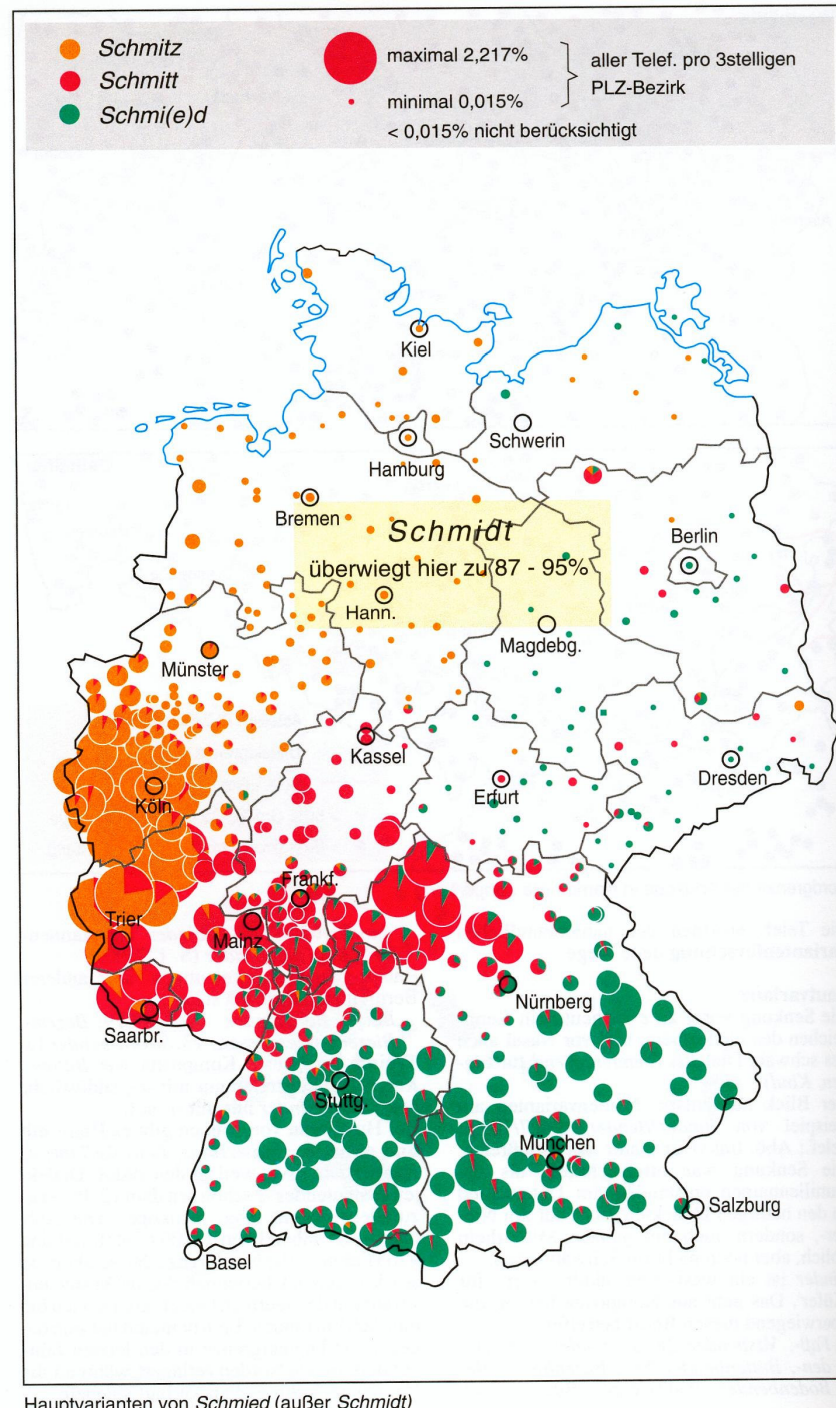 Schmitz
Schmitt
Schmi(e)d
maximal 2,217%
minimal 0,015%
< 0,015% nicht berücksichtigt
aller Telef. pro 3stelligen
PLZ-Bezirk
Kiel
Schwerin
Hamburg
Bremen
Schmidt
überwiegt hier zu 87 - 95%
Berlin
Hann.
Magdebg.
Münster
Kassel
Köln
Erfurt
Dresden
Frankf.
Trier
Mainz
Nürnberg
Saarbr.
Stuttg.
München
Salzburg
Basel
Hauptvarianten von Schmied (außer Schmidt)